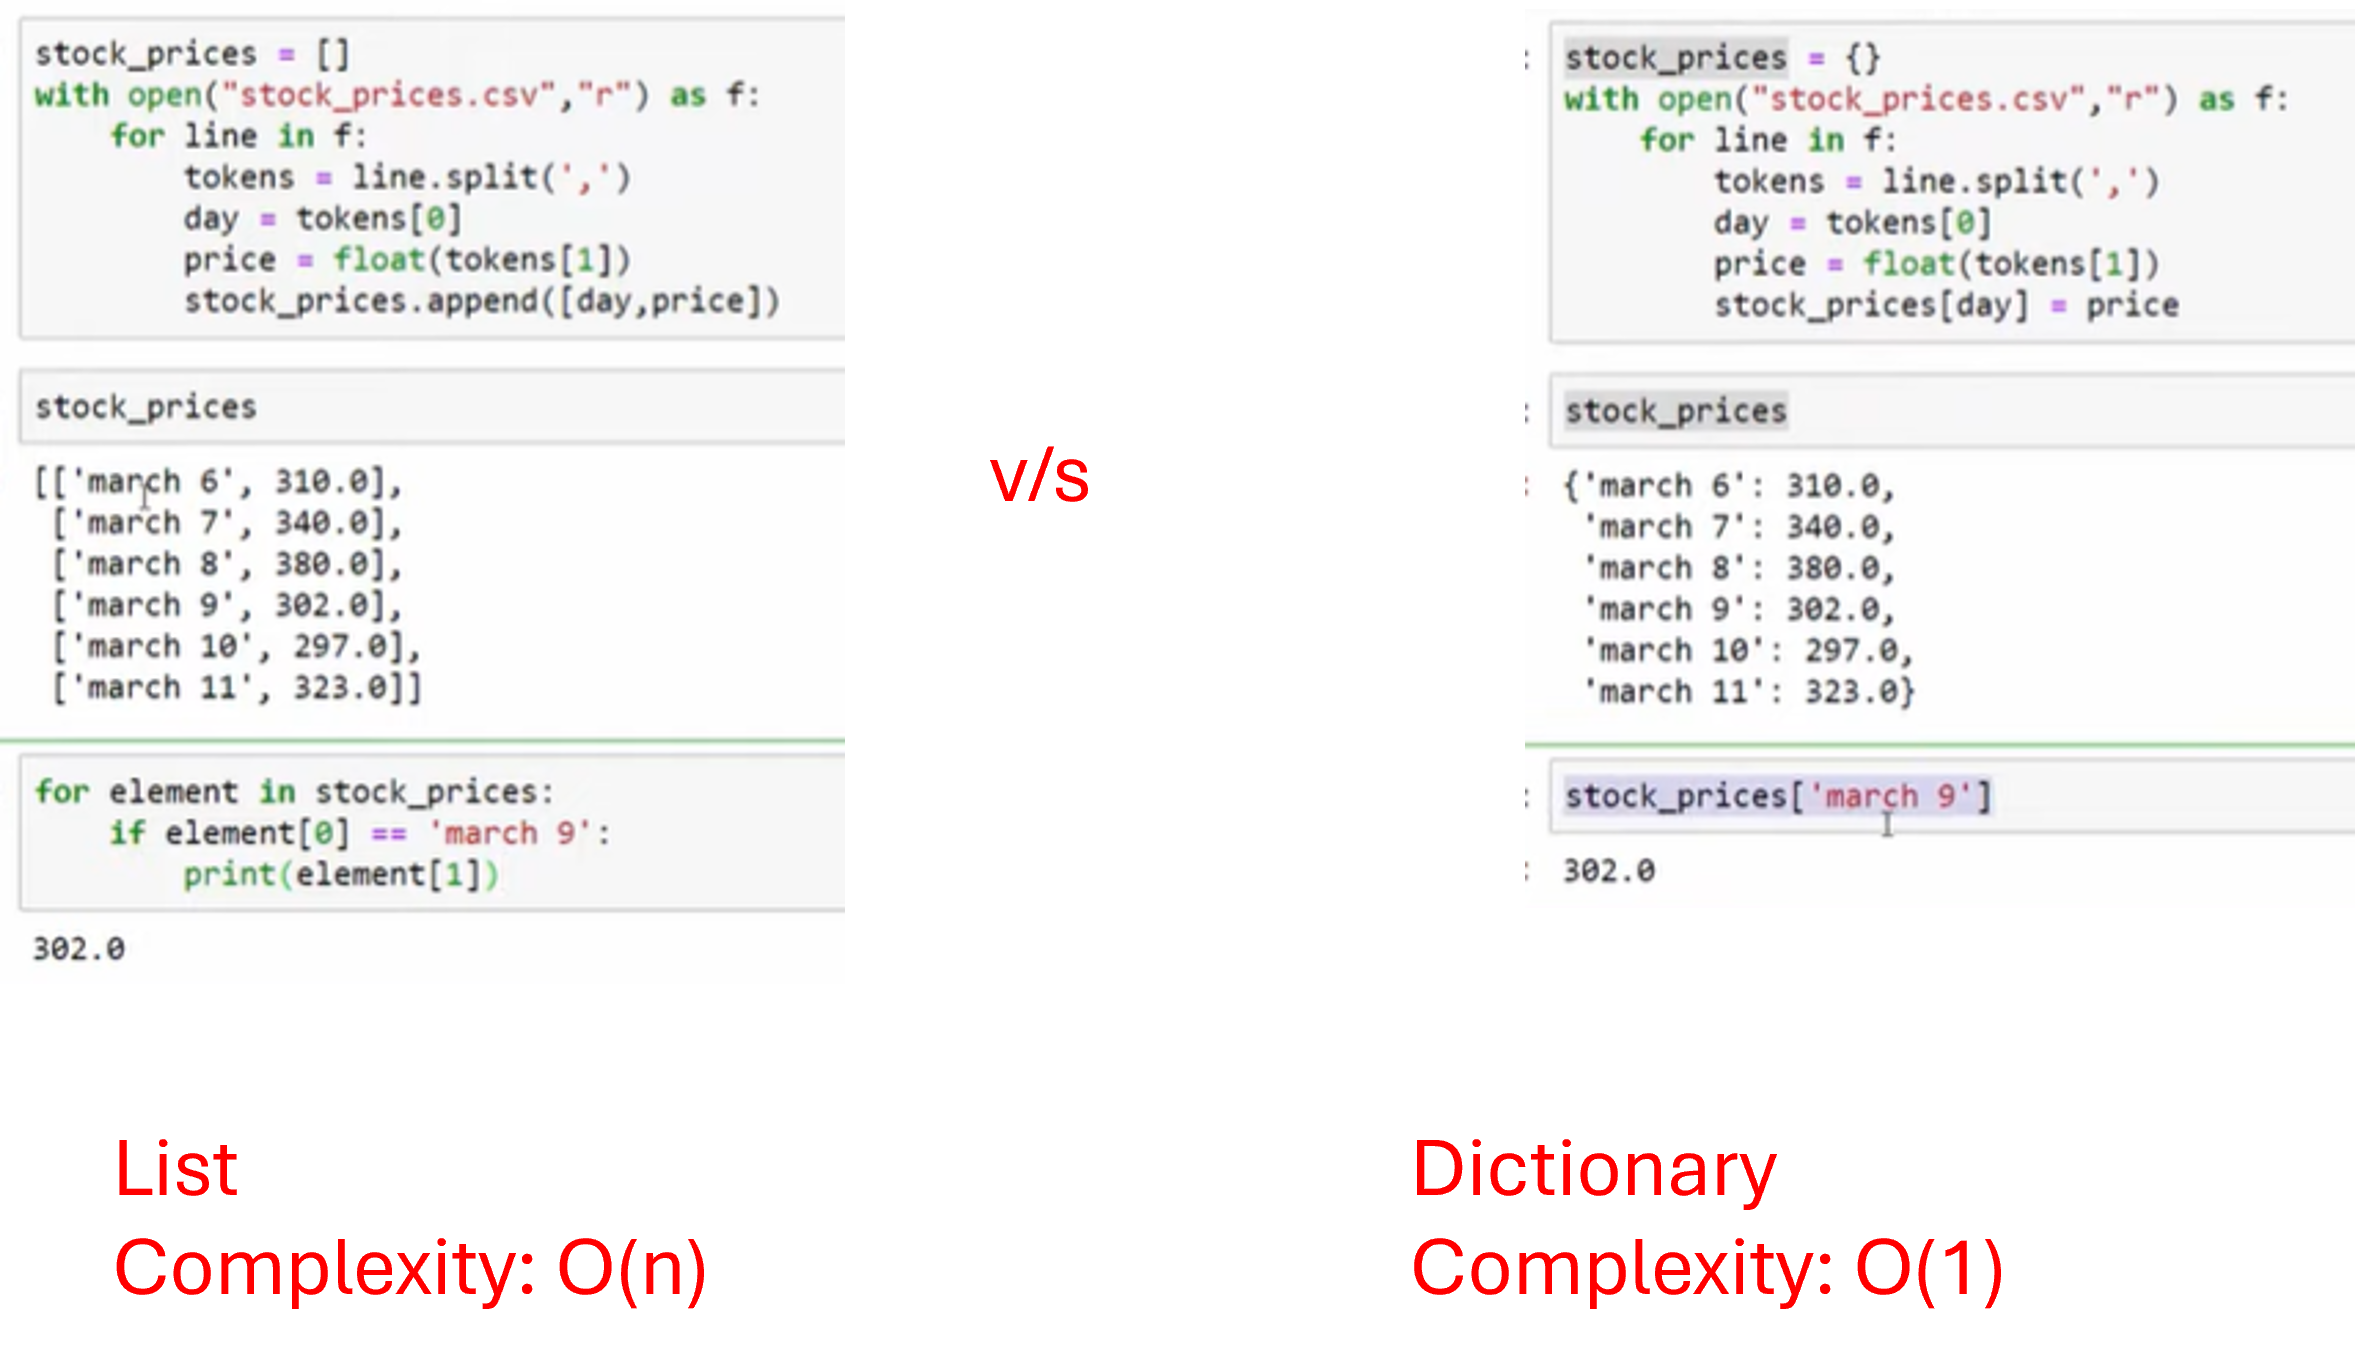 stock_prices = []
with open("stock_prices.csv","r") as f:
    for line in f:
        tokens = line.split(',')
        day = tokens[0]
        price = float(tokens[1])
        stock_prices.append([day,price])
stock_prices
[['march 6', 310.0],
 ['march 7', 340.0],
 ['march 8', 380.0],
 ['march 9', 302.0],
 ['march 10', 297.0],
 ['march 11', 323.0]]
for element in stock_prices:
    if element[0] == 'march 9':
        print(element[1])
302.0
List
Complexity: O(n)
v/s
: stock_prices = {}
with open("stock_prices.csv","r") as f:
    for line in f:
        tokens = line.split(',')
        day = tokens[0]
        price = float(tokens[1])
        stock_prices[day] = price
: stock_prices
: {'march 6': 310.0,
 'march 7': 340.0,
 'march 8': 380.0,
 'march 9': 302.0,
 'march 10': 297.0,
 'march 11': 323.0}
: stock_prices['march 9']
: 302.0
Dictionary
Complexity: O(1)